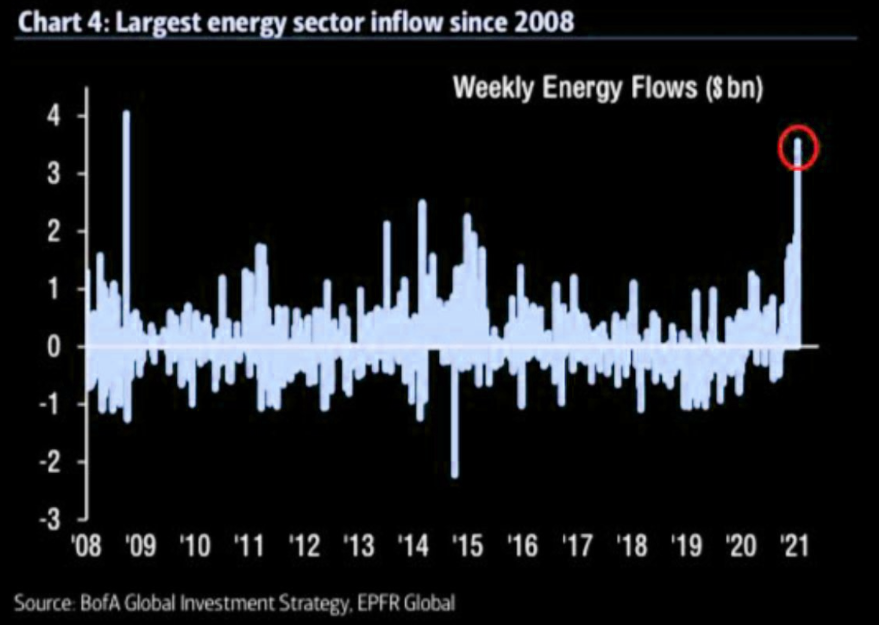 Chart 4: Largest energy sector inflow since 2008
Weekly Energy Flows ($bn)
4
3
2
1
0
-1
-2
-3
'08 '09 '10 '11 '12 '13 '14 '15 '16 '17 '18 '19 '20 '21
Source: BofA Global Investment Strategy, EPFR Global